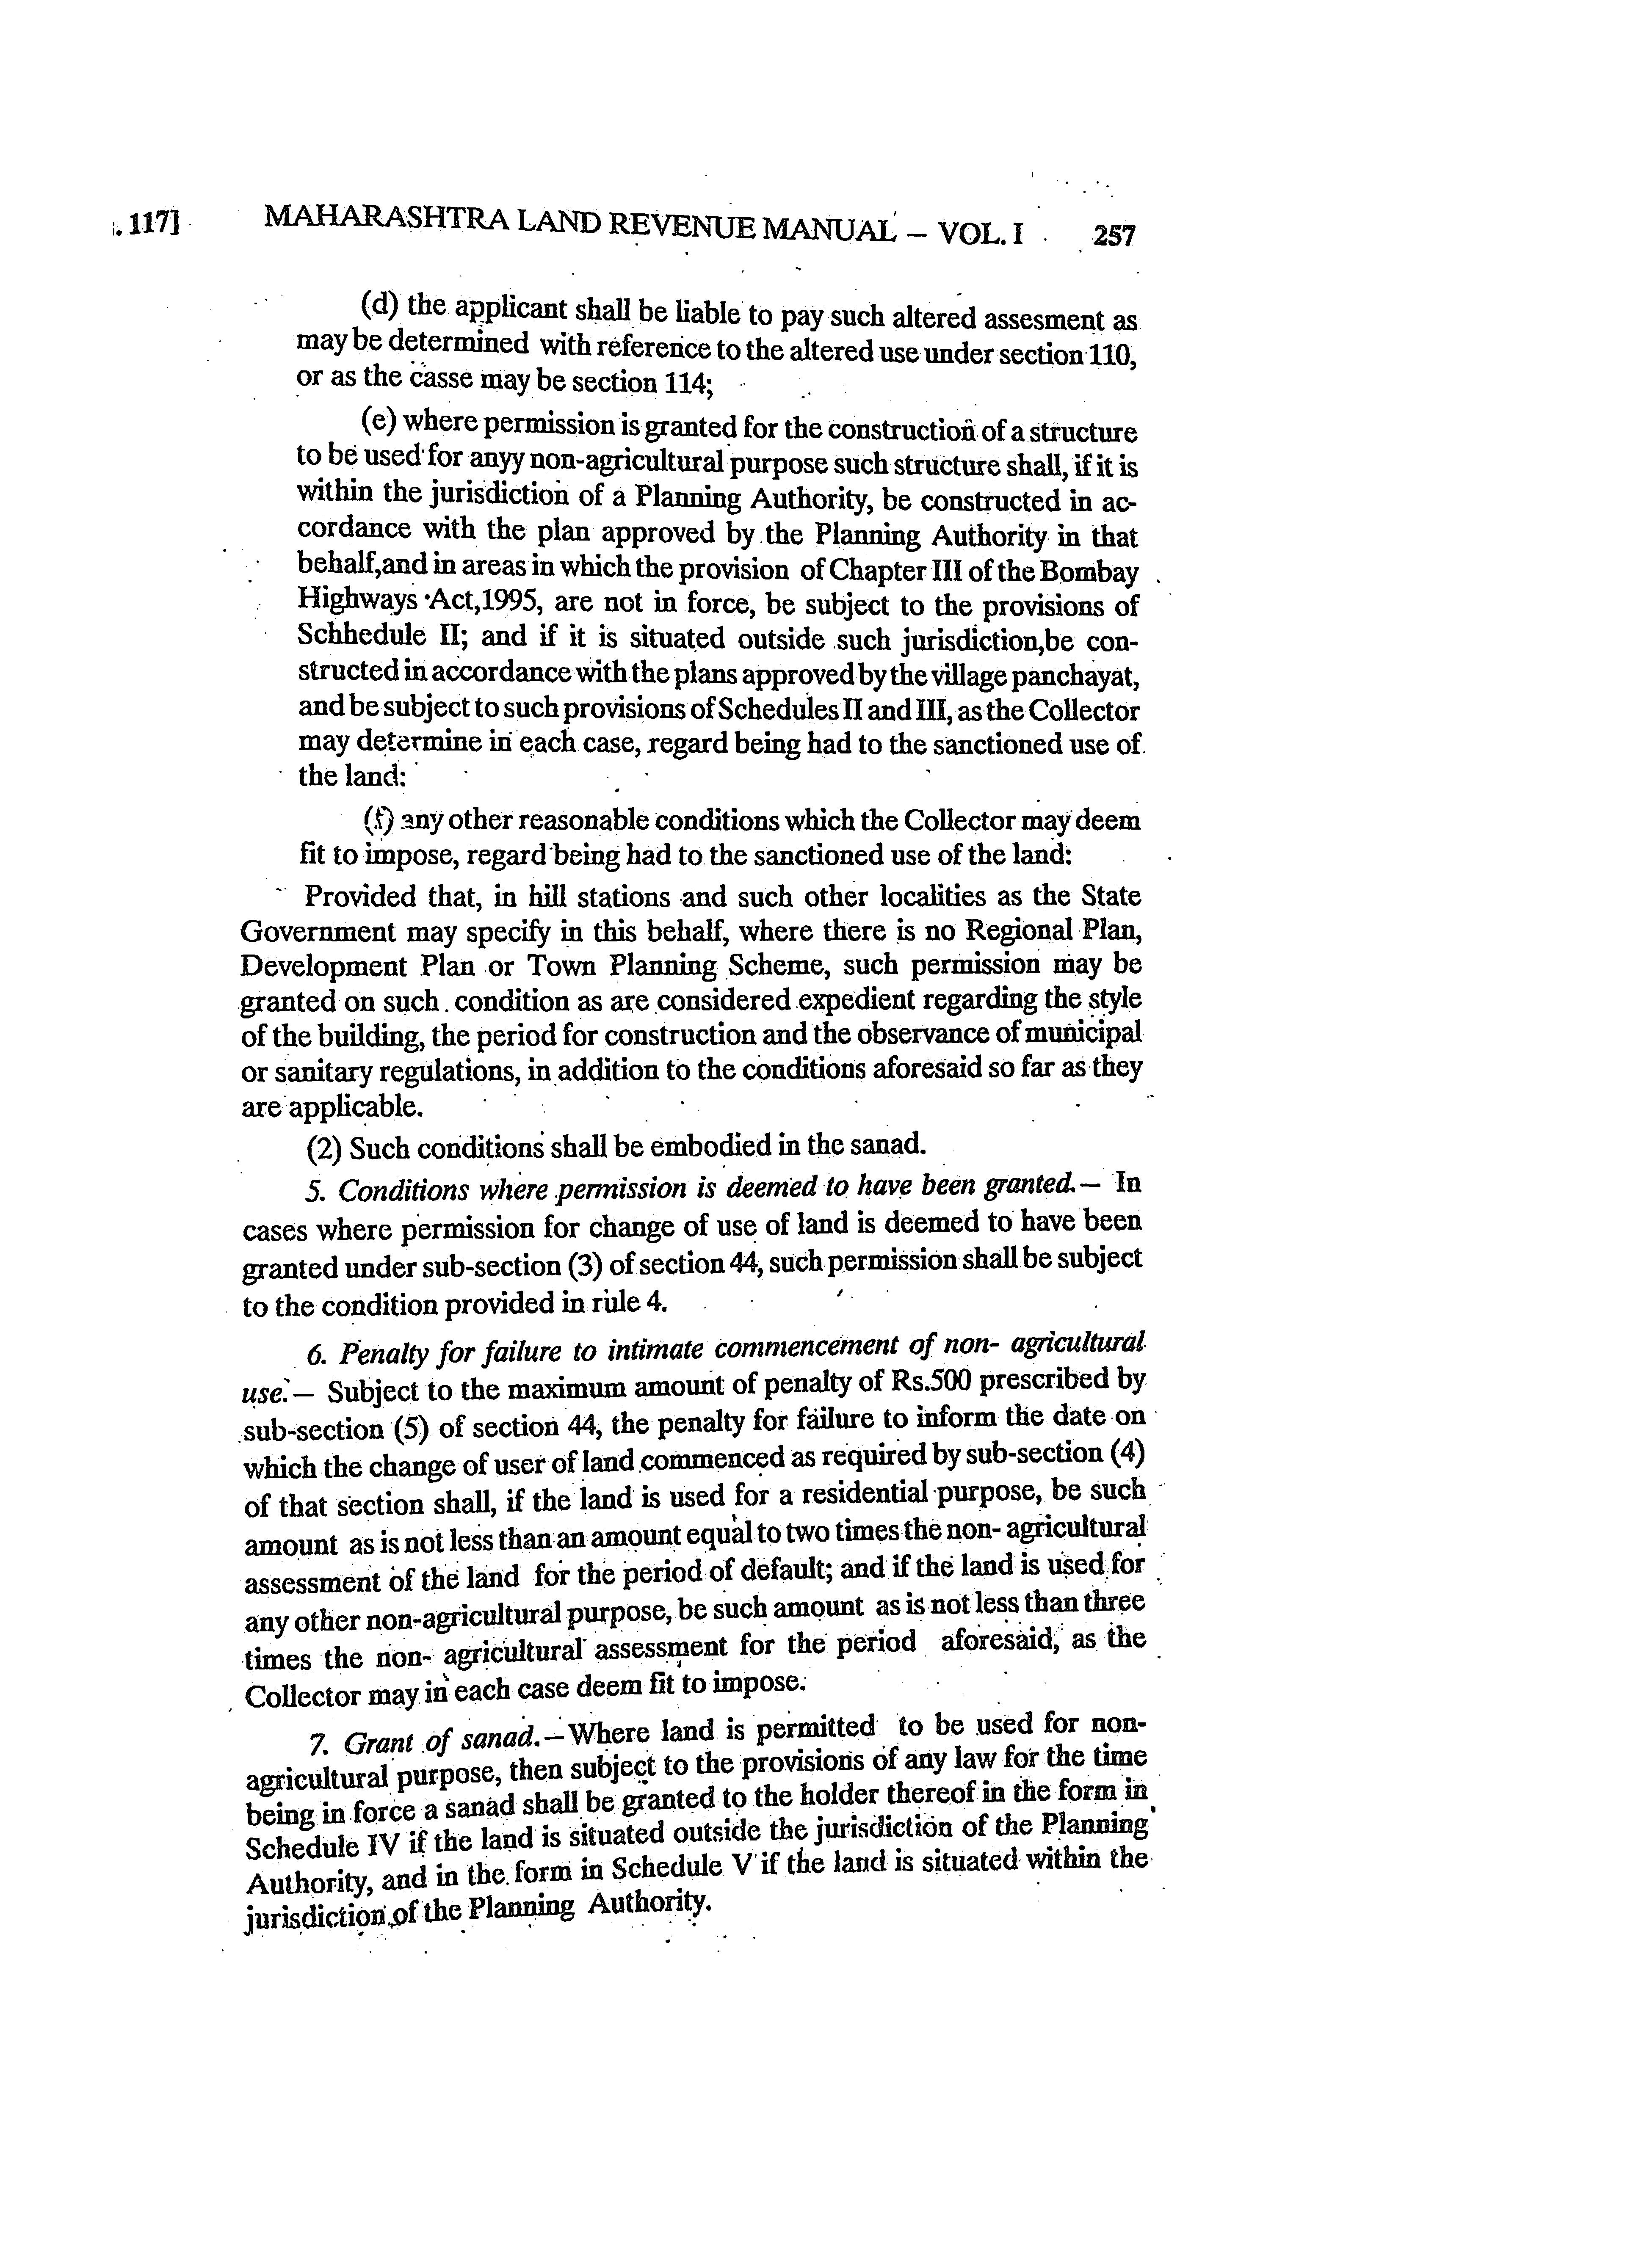 . 117] MAHARASHTRA LAND REVENUE MANUAL – VOL. I 257
(d) the applicant shall be liable to pay such altered assesment as
may be determined with reference to the altered use under section 110,
or as the casse may be section 114;
(e) where permission is granted for the construction of a structure
to be used for anyy non-agricultural purpose such structure shall, if it is
within the jurisdiction of a Planning Authority, be constructed in ac-
cordance with the plan approved by the Planning Authority in that
behalf,and in areas in which the provision of Chapter III of the Bombay
Highways Act,1995, are not in force, be subject to the provisions of
Schhedule II; and if it is situated outside such jurisdiction,be con-
structed in accordance with the plans approved by the village panchayat,
and be subject to such provisions of Schedules II and III, as the Collector
may determine in each case, regard being had to the sanctioned use of
the land:
(f) any other reasonable conditions which the Collector may deem
fit to impose, regard being had to the sanctioned use of the land:
Provided that, in hill stations and such other localities as the State
Government may specify in this behalf, where there is no Regional Plan,
Development Plan or Town Planning Scheme, such permission may be
granted on such condition as are considered expedient regarding the style
of the building, the period for construction and the observance of municipal
or sanitary regulations, in addition to the conditions aforesaid so far as they
are applicable.
(2) Such conditions shall be embodied in the sanad.
5. Conditions where permission is deemed to have been granted.— In
cases where permission for change of use of land is deemed to have been
granted under sub-section (3) of section 44, such permission shall be subject
to the condition provided in rule 4.
6. Penalty for failure to intimate commencement of non- agricultural
use.— Subject to the maximum amount of penalty of Rs.500 prescribed by
sub-section (5) of section 44, the penalty for failure to inform the date on
which the change of user of land commenced as required by sub-section (4)
of that section shall, if the land is used for a residential purpose, be such
amount as is not less than an amount equal to two times the non- agricultural
assessment of the land for the period of default; and if the land is used for
any other non-agricultural purpose, be such amount as is not less than three
times the non- agricultural assessment for the period aforesaid, as the
Collector may in each case deem fit to impose.
7. Grant of sanad.—Where land is permitted to be used for non-
agricultural purpose, then subject to the provisions of any law for the time
being in force a sanad shall be granted to the holder thereof in the form in
Schedule IV if the land is situated outside the jurisdiction of the Planning
Authority, and in the form in Schedule V if the land is situated within the
jurisdiction of the Planning Authority.